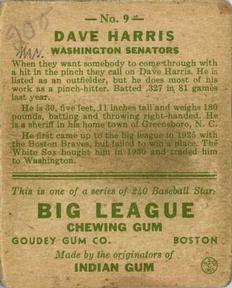 No. 9
Mrs.
DAVE HARRIS
WASHINGTON SENATORS
When they want somebody to come through with
a hit in the pinch they call on Dave Harris. He is
listed as an outfielder, but he does most of his
work as a pinch-hitter. Batted .327 in 81 games
last year.
He is 30, five feet, 11 inches tall and weighs 180
pounds, batting and throwing right-handed. He
is a sheriff in his home town of Greensboro, N. C.
He first came up to the big league in 1925 with
the Boston Braves, but failed to win a place. The
White Sox bought him in 1930 and traded him
to Washington.
This is one of a series of 240 Baseball Stars
BIG LEAGUE
CHEWING GUM
GOUDEY GUM CO. BOSTON
Made by the originators of
INDIAN GUM